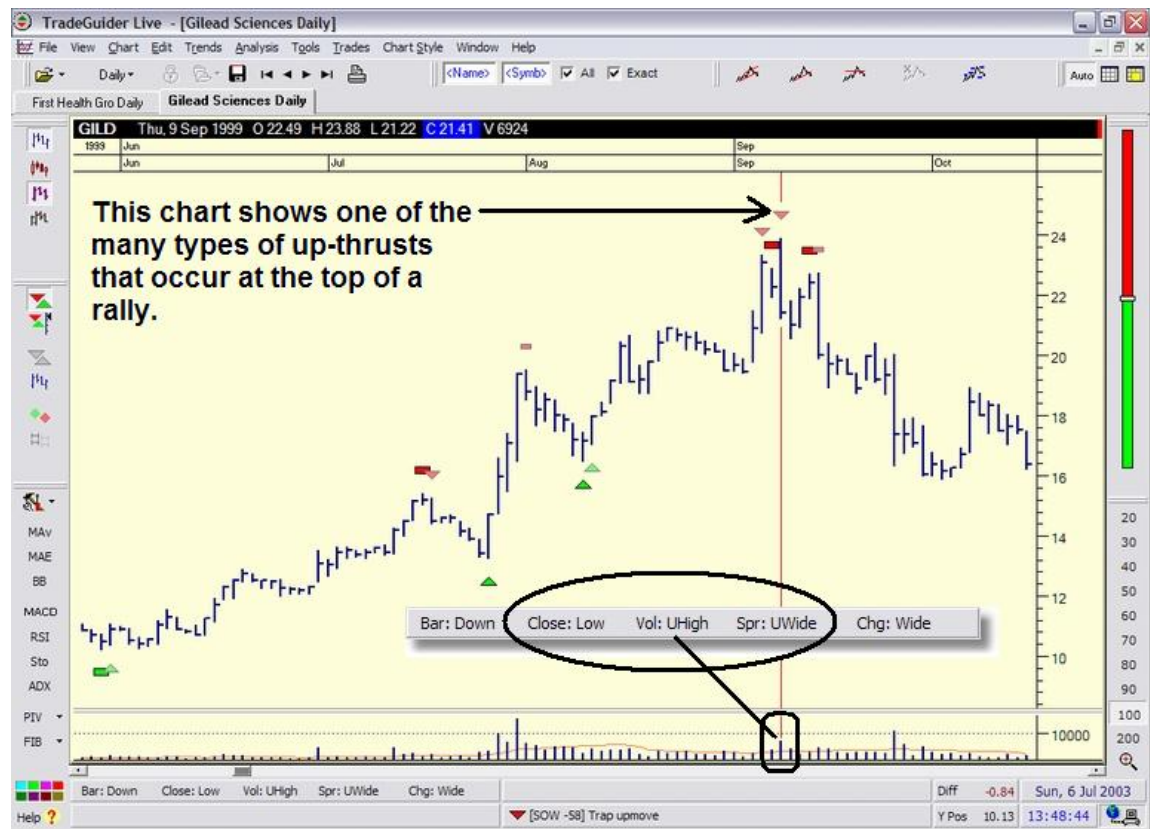 TradeGuider Live - [Gilead Sciences Daily]
File View Chart Edit Trends Analysis Tools Trades Chart Style Window Help
Daily <Name> <Symb> All Exact Auto
First Health Gro Daily Gilead Sciences Daily
GILD Thu, 9 Sep 1999 O 22.49 H 23.88 L 21.22 C 21.41 V 6924
1999 Jun Sep
Jun Jul Aug Sep Oct
This chart shows one of the
many types of up-thrusts
that occur at the top of a
rally.
24
22
20
18
16
14
12
10
10000
Bar: Down Close: Low Vol: UHigh Spr: UWide Chg: Wide
MAv
MAE
BB
MACD
RSI
Sto
ADX
PIV
FIB
20
30
40
50
60
70
80
90
100
200
Bar: Down Close: Low Vol: UHigh Spr: UWide Chg: Wide Diff -0.84 Sun, 6 Jul 2003
Help ? [SOW -58] Trap upmove Y Pos 10.13 13:48:44